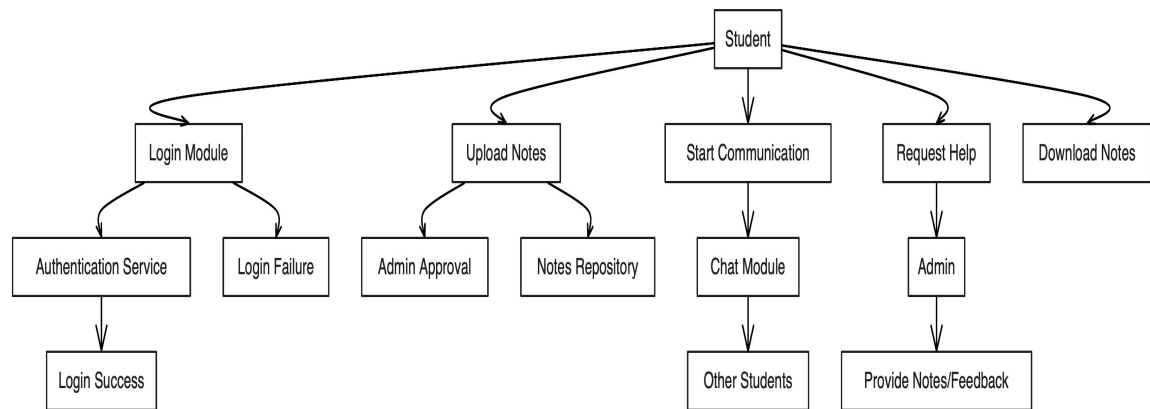 Student
Login Module
Upload Notes
Start Communication
Request Help
Download Notes
Authentication Service
Login Failure
Admin Approval
Notes Repository
Chat Module
Admin
Login Success
Other Students
Provide Notes/Feedback